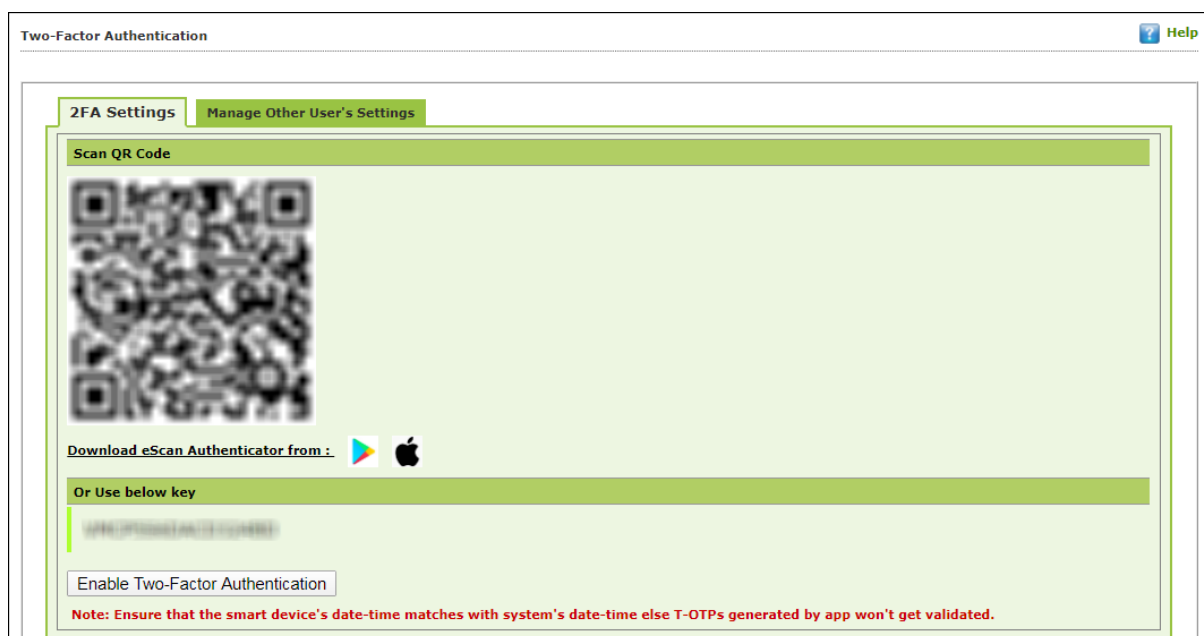 Two-Factor Authentication
Help
2FA Settings
Manage Other User's Settings
Scan QR Code
Download eScan Authenticator from :
Or Use below key
Enable Two-Factor Authentication
Note: Ensure that the smart device's date-time matches with system's date-time else T-OTPs generated by app won't get validated.